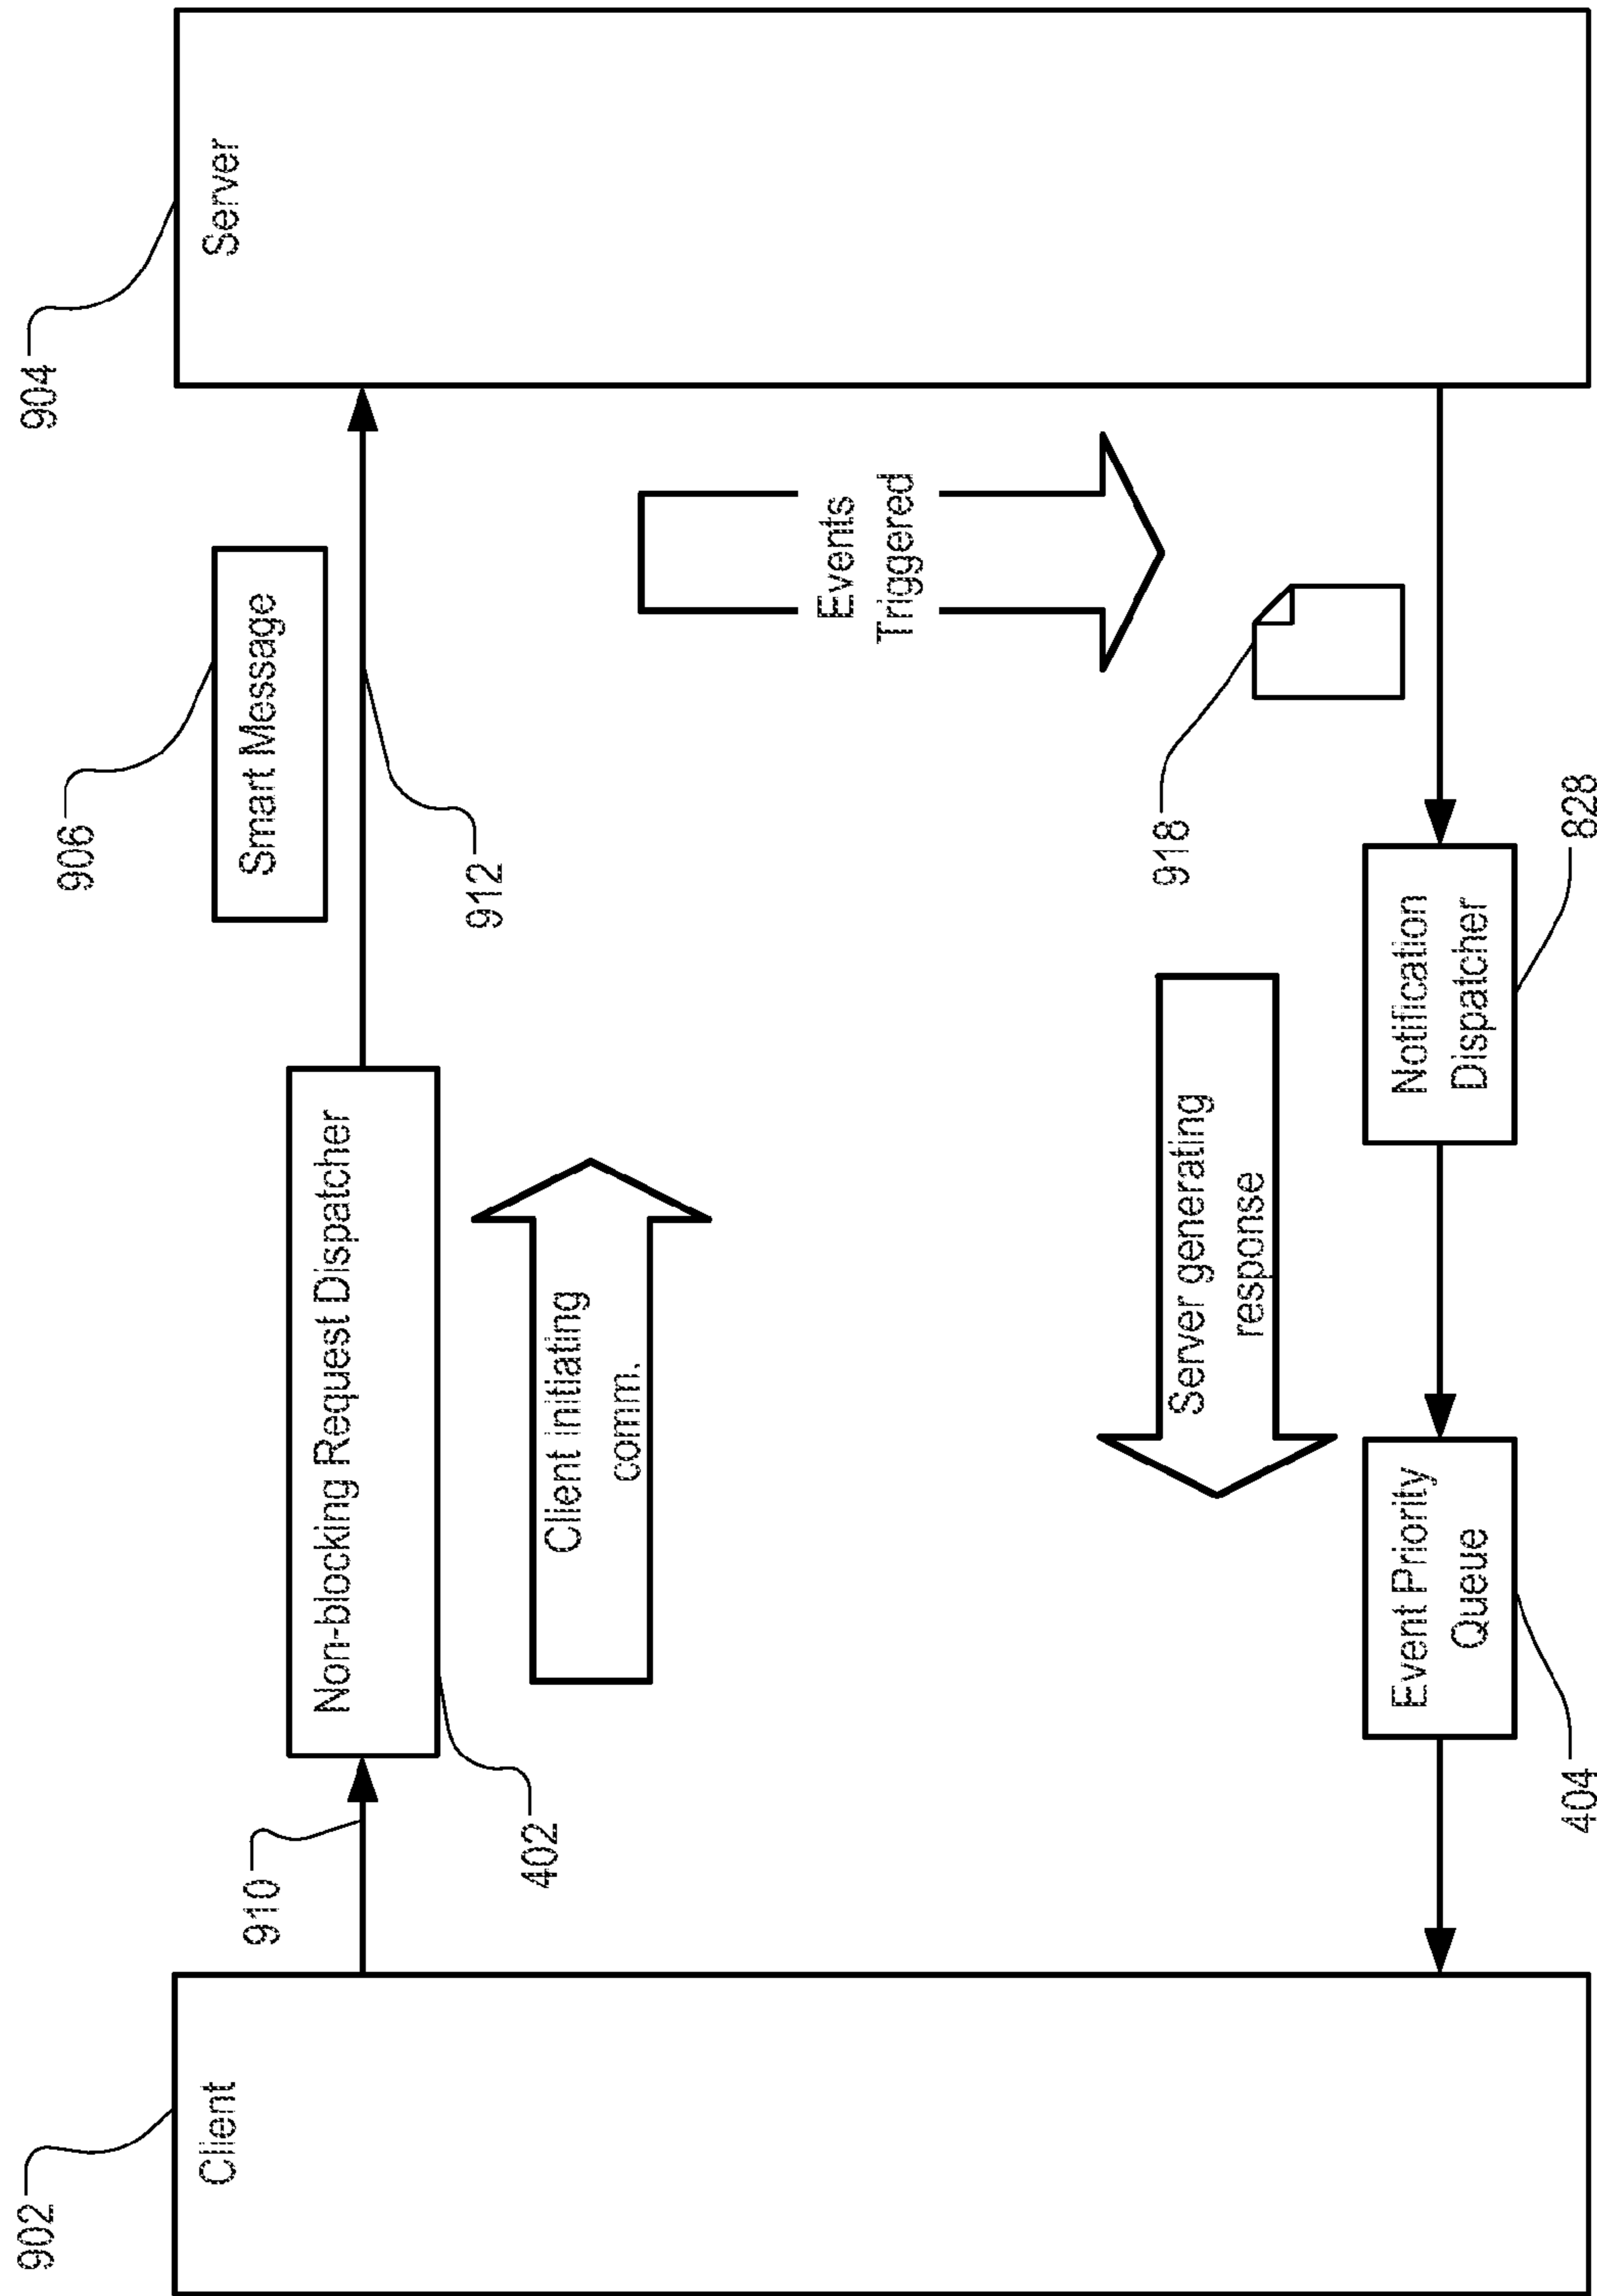 902
Client
910
Non-blocking Request Dispatcher
402
Client initiating
comm.
906
Smart Message
912
904
Server
Events
Triggered
918
Server generating
response
Event Priority
Queue
404
Notification
Dispatcher
828